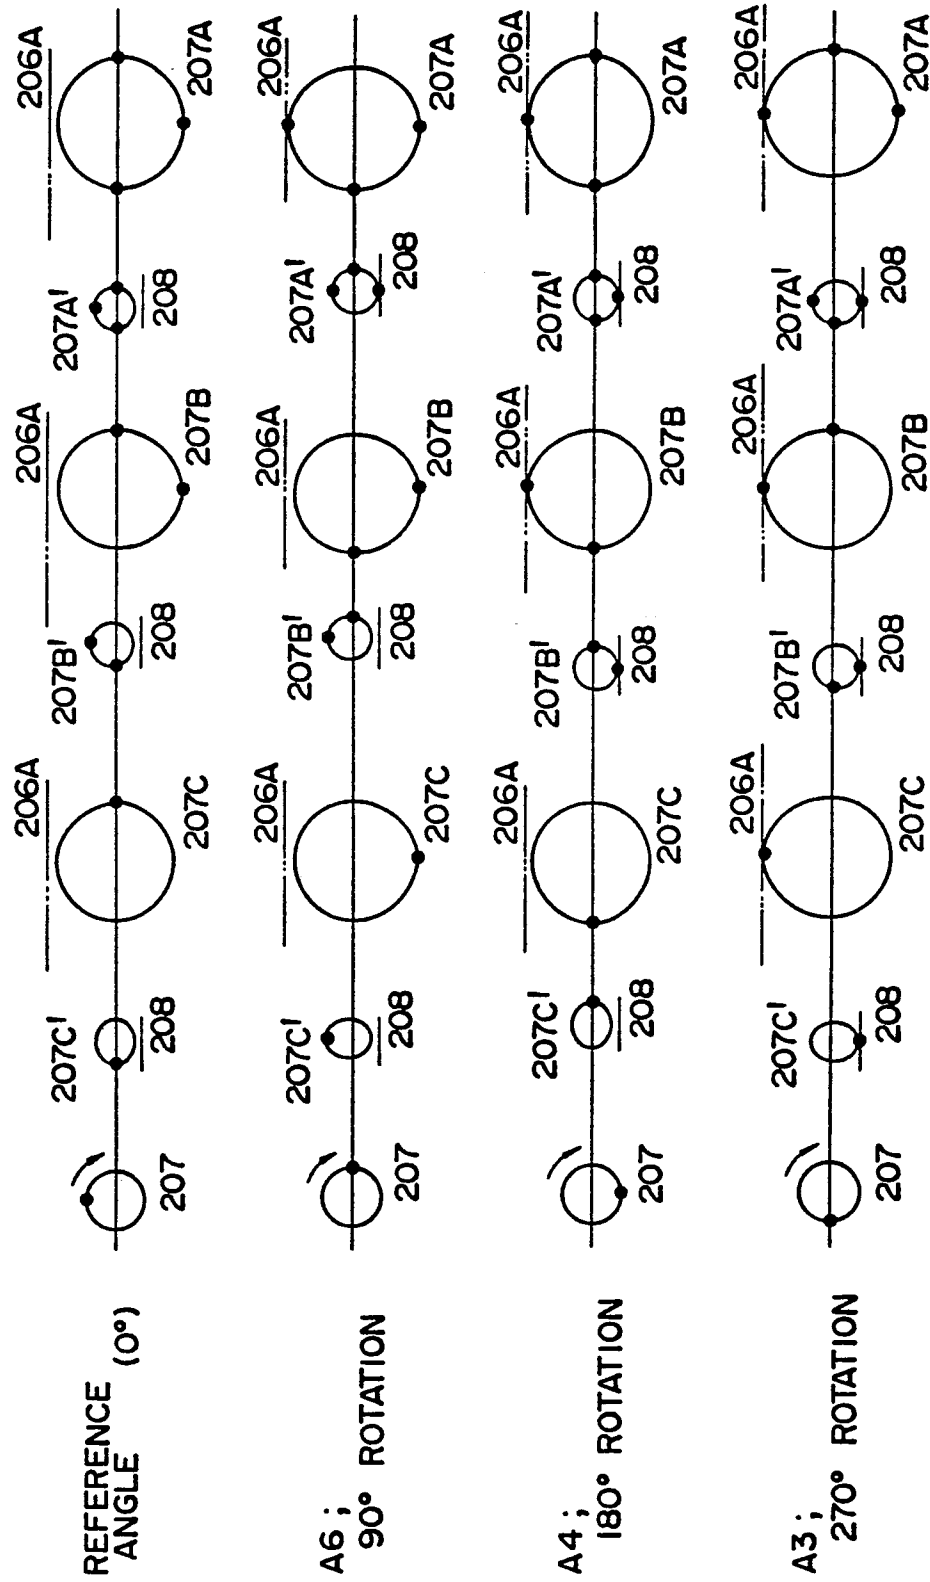 REFERENCE
ANGLE (0°)
207
207C'
208
206A
207C
207B'
208
206A
207B
207A'
208
206A
207A
A6;
90° ROTATION
207
207C'
208
206A
207C
207B'
208
206A
207B
207A'
208
206A
207A
A4;
180° ROTATION
207
207C'
208
206A
207C
207B'
208
206A
207B
207A'
208
206A
207A
A3;
270° ROTATION
207
207C'
208
206A
207C
207B'
208
206A
207B
207A'
208
206A
207A